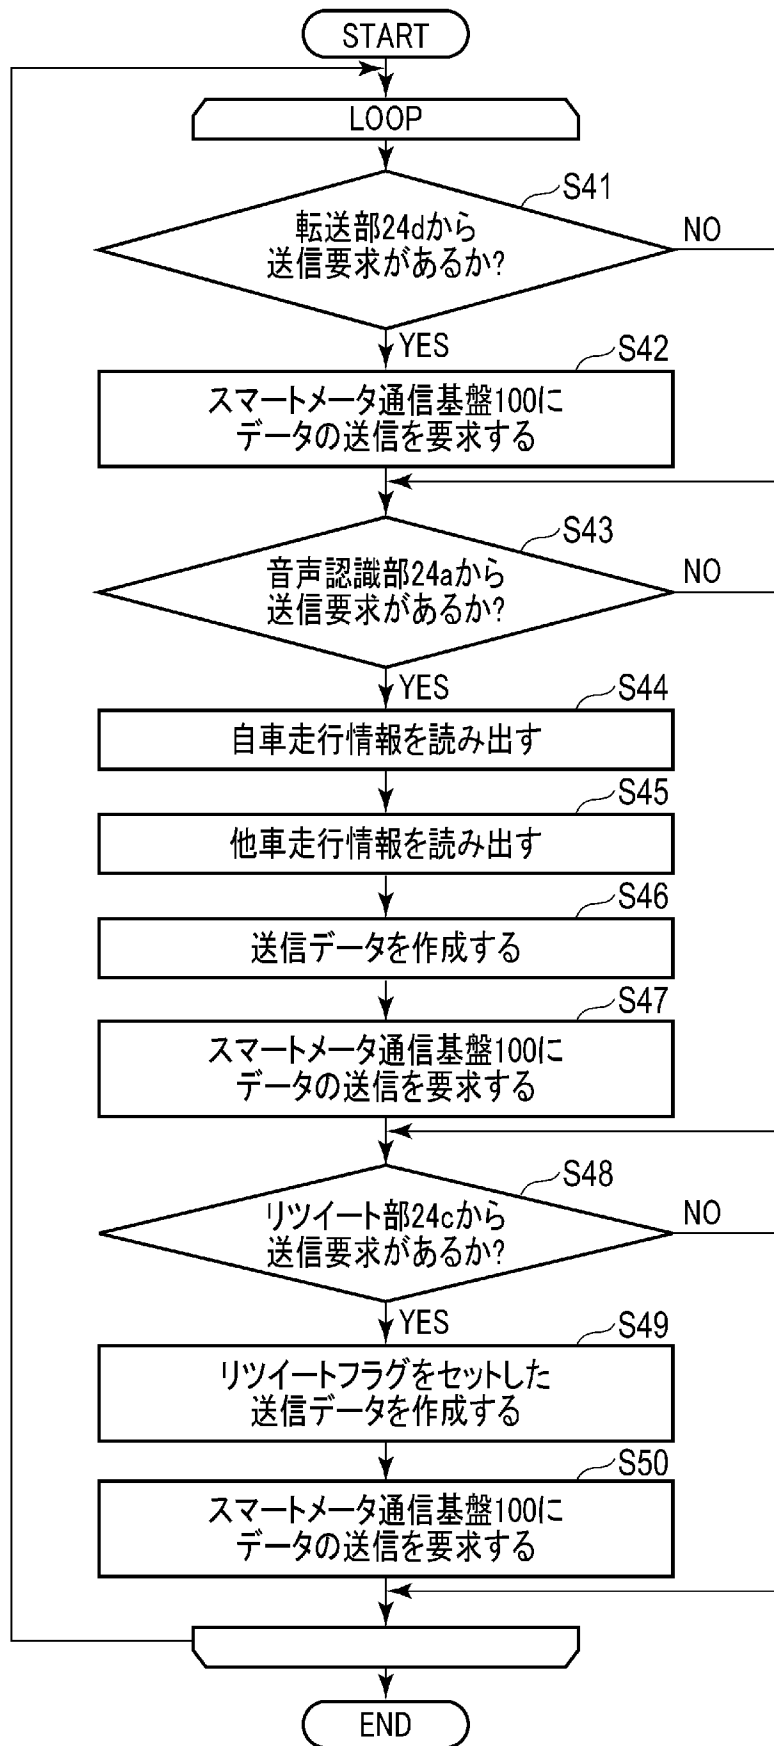 START
LOOP
S41
転送部24dから
送信要求があるか?
NO
YES
S42
スマートメータ通信基盤100に
データの送信を要求する
S43
音声認識部24aから
送信要求があるか?
NO
YES
S44
自車走行情報を読み出す
S45
他車走行情報を読み出す
S46
送信データを作成する
S47
スマートメータ通信基盤100に
データの送信を要求する
S48
リツイート部24cから
送信要求があるか?
NO
YES
S49
リツイートフラグをセットした
送信データを作成する
S50
スマートメータ通信基盤100に
データの送信を要求する
END